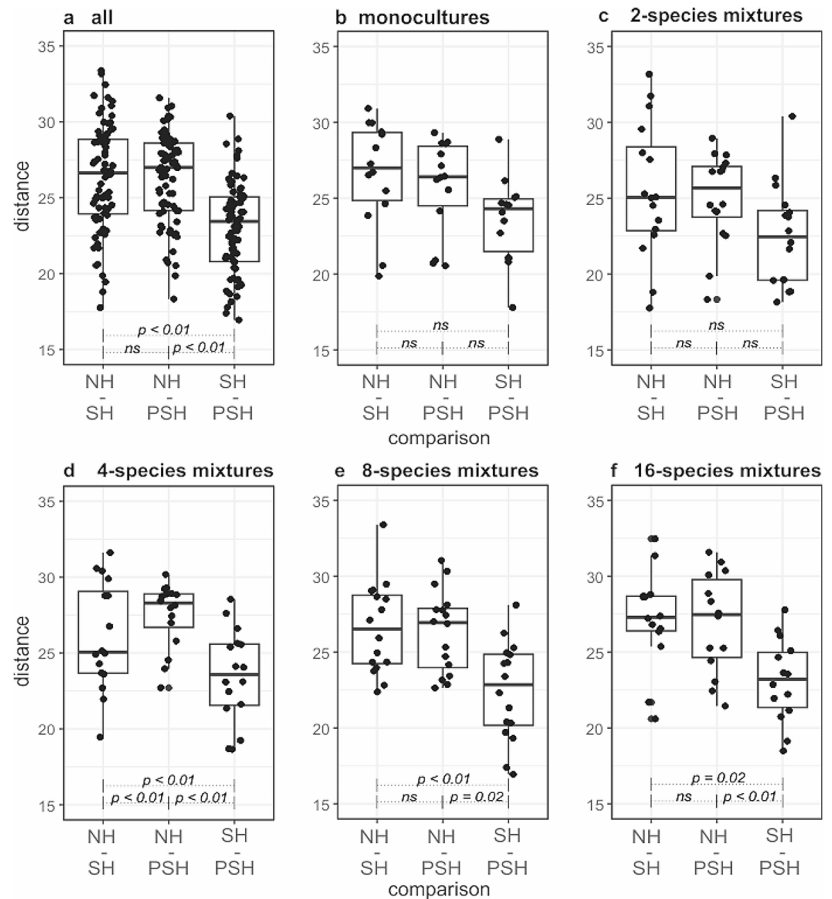 a all
b monocultures
c 2-species mixtures
distance
35
30
25
20
15
p < 0.01
ns
p < 0.01
NH
-
SH
NH
-
PSH
SH
-
PSH
35
30
25
20
15
ns
ns
ns
NH
-
SH
NH
-
PSH
SH
-
PSH
35
30
25
20
15
ns
ns
ns
NH
-
SH
NH
-
PSH
SH
-
PSH
comparison
d 4-species mixtures
e 8-species mixtures
f 16-species mixtures
distance
35
30
25
20
15
p < 0.01
p < 0.01
p < 0.01
NH
-
SH
NH
-
PSH
SH
-
PSH
35
30
25
20
15
p < 0.01
ns
p = 0.02
NH
-
SH
NH
-
PSH
SH
-
PSH
35
30
25
20
15
p = 0.02
ns
p < 0.01
NH
-
SH
NH
-
PSH
SH
-
PSH
comparison